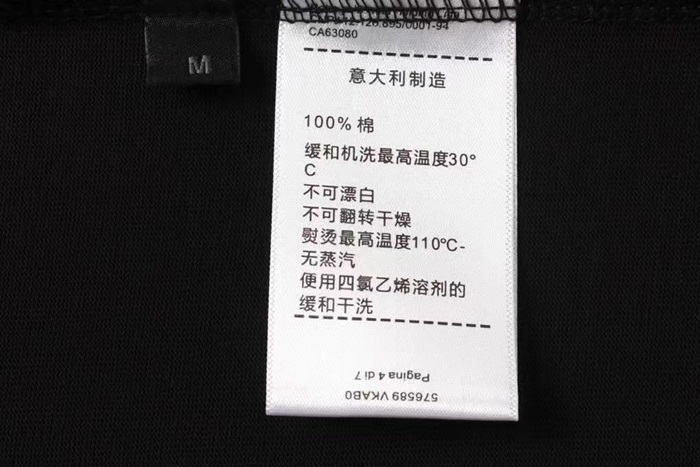 M
CA63080
意大利制造
100% 棉
缓和机洗最高温度30°
C
不可漂白
不可翻转干燥
熨烫最高温度110℃-
无蒸汽
便用四氯乙烯溶剂的
缓和干洗
Pagina 4 di 7
576589 VKAB0